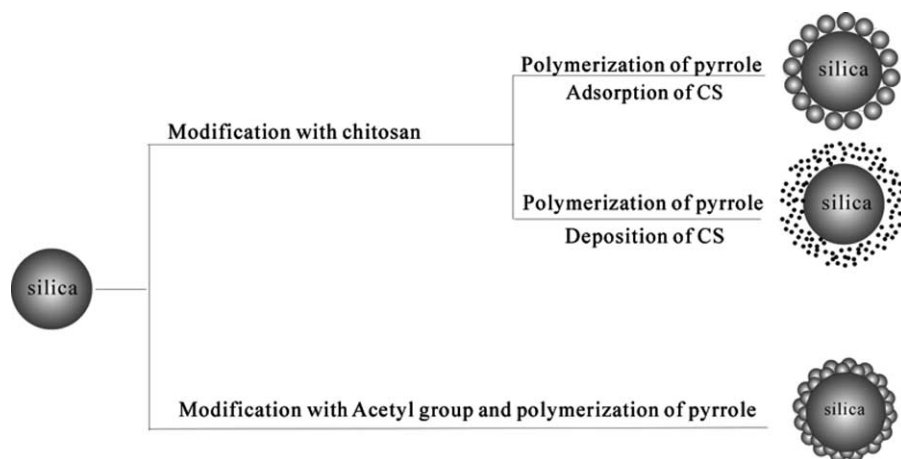 Polymerization of pyrrole
Adsorption of CS
silica
Modification with chitosan
Polymerization of pyrrole
Deposition of CS
silica
silica
Modification with Acetyl group and polymerization of pyrrole
silica